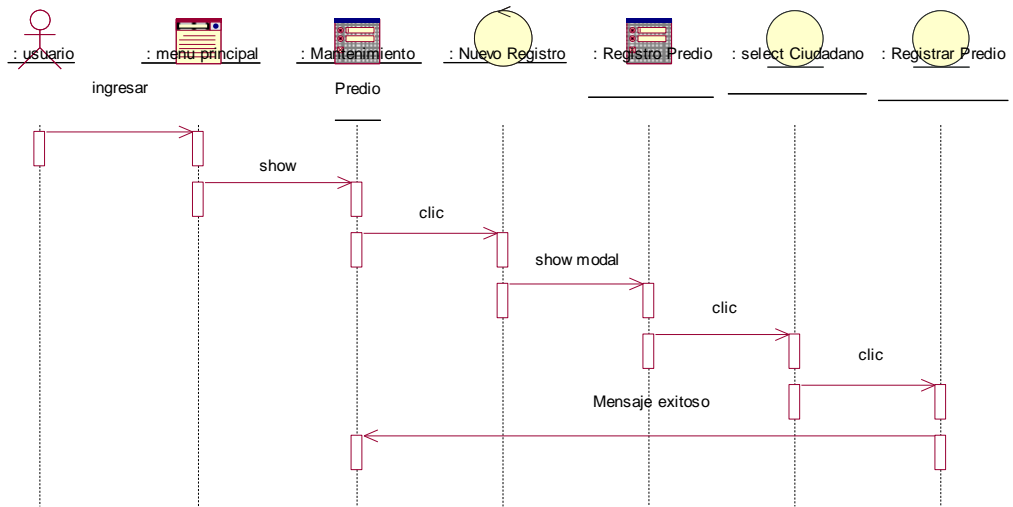 : usuario
: menu principal
: Mantenimiento
Predio
: Nuevo Registro
: Registro Predio
: select Ciudadano
: Registrar Predio
ingresar
show
clic
show modal
clic
clic
Mensaje exitoso